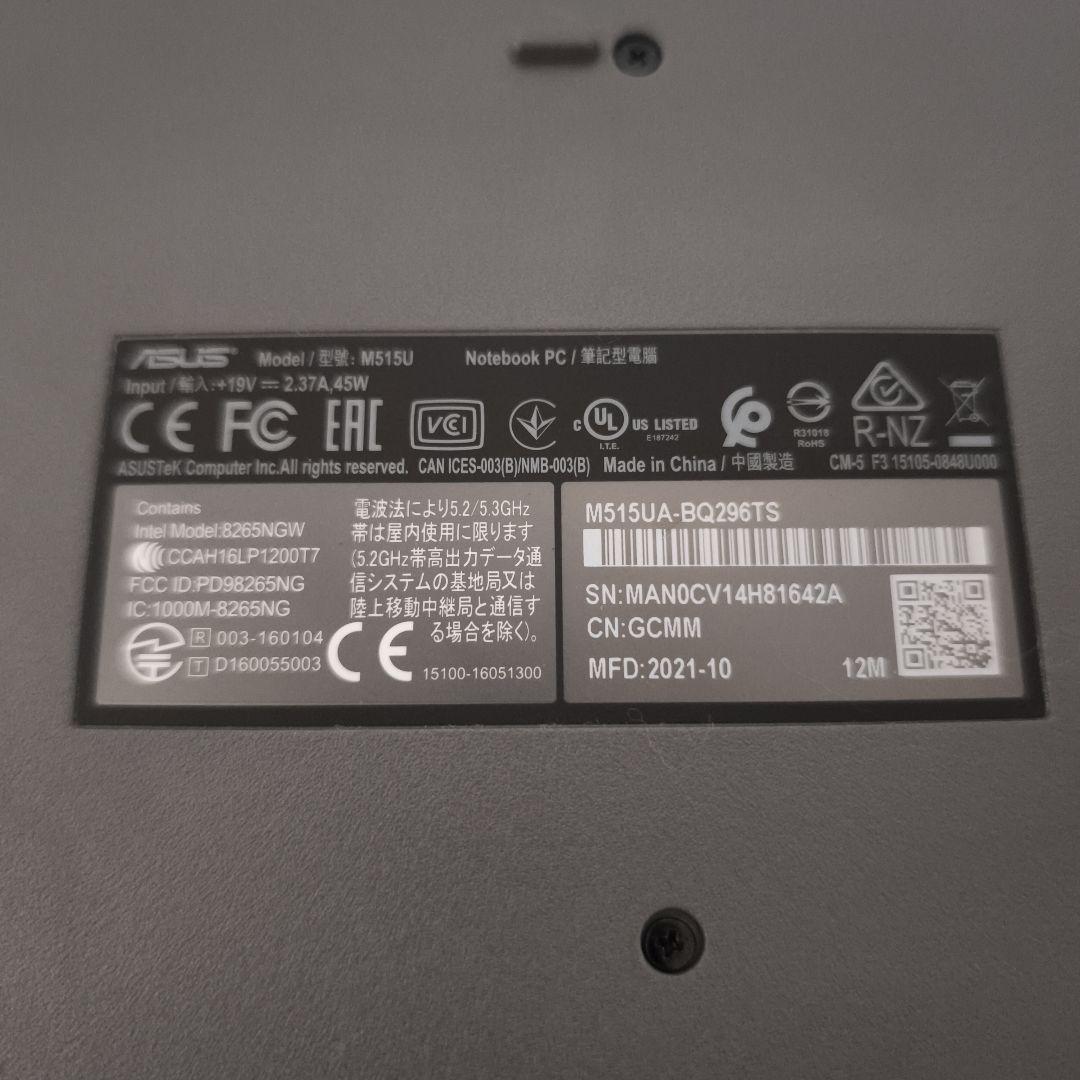 ASUS Model / 型號: M515U Notebook PC / 筆記型電腦
Input / 輸入:+19V ⎓ 2.37A,45W
CE FC EAC VCI c UL US LISTED I.T.E. E187242 R31018 RoHS R-NZ
ASUSTeK Computer Inc.All rights reserved. CAN ICES-003(B)/NMB-003(B) Made in China / 中國製造 CM-5 F3 15105-0848U000
Contains
Intel Model:8265NGW
CCAH16LP1200T7
FCC ID:PD98265NG
IC:1000M-8265NG
R 003-160104
T D160055003
電波法により5.2/5.3GHz
帯は屋内使用に限ります
(5.2GHz帯高出力データ通
信システムの基地局又は
陸上移動中継局と通信す
る場合を除く)。
CE 15100-16051300
M515UA-BQ296TS
SN:MAN0CV14H81642A
CN:GCMM
MFD:2021-10 12M